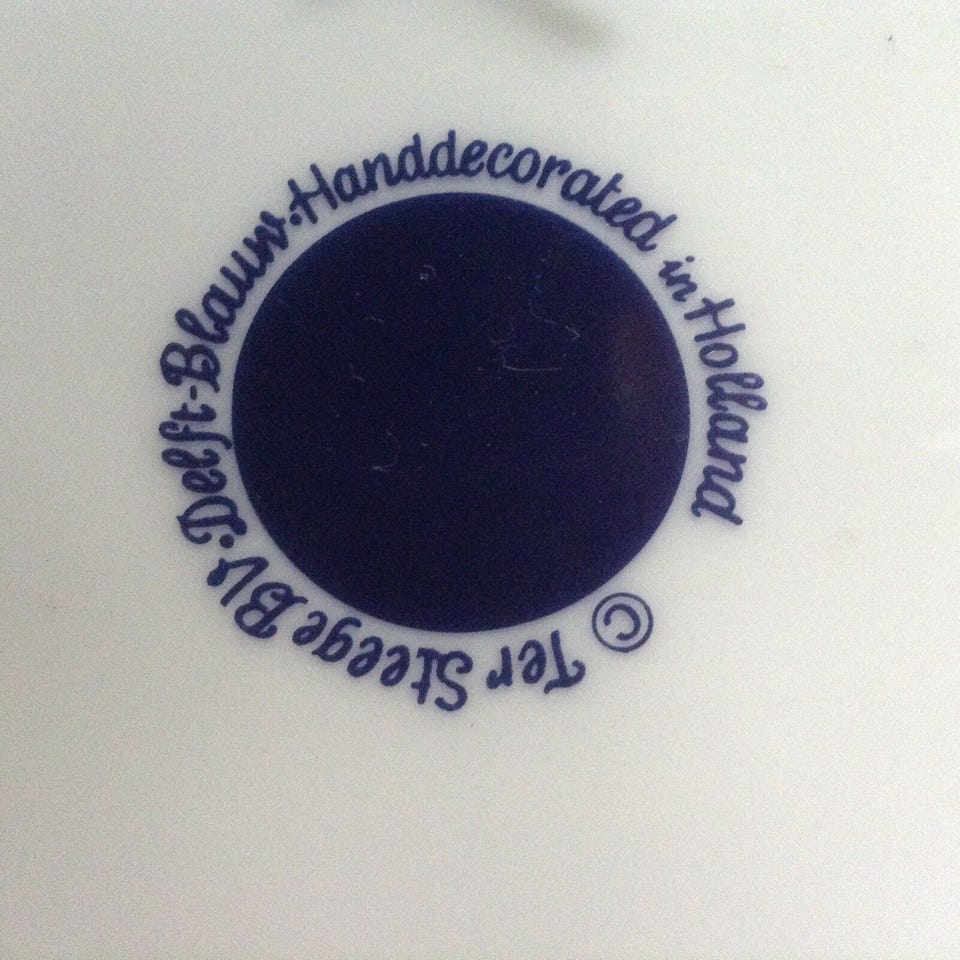 © Ter Steege BV·Delft-Blauw·Handdecorated in Holland